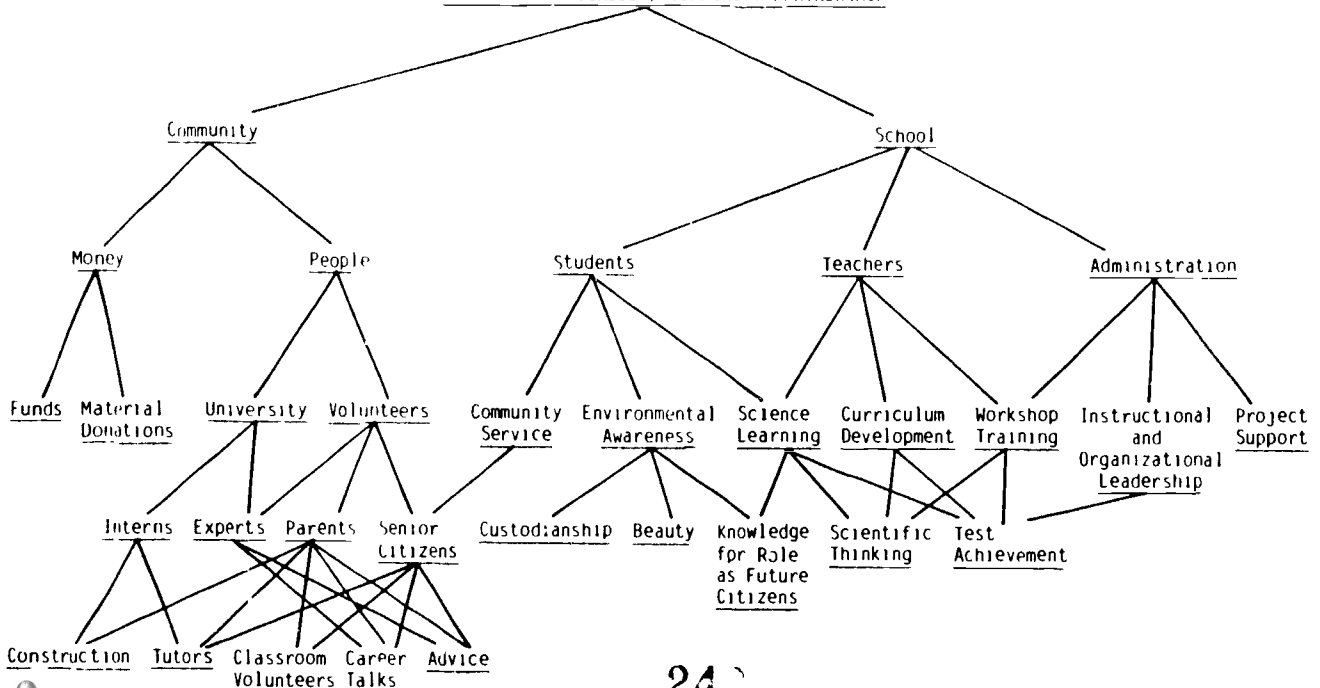 Community
School
Money
People
Students
Teachers
Administration
Funds
Material
Donations
University
Volunteers
Community
Service
Environmental
Awareness
Science
Learning
Curriculum
Development
Workshop
Training
Instructional
and
Organizational
Leadership
Project
Support
Interns
Experts
Parents
Senior
Citizens
Custodianship
Beauty
Knowledge
for Role
as Future
Citizens
Scientific
Thinking
Test
Achievement
Construction
Tutors
Classroom
Volunteers
Career
Talks
Advice
24